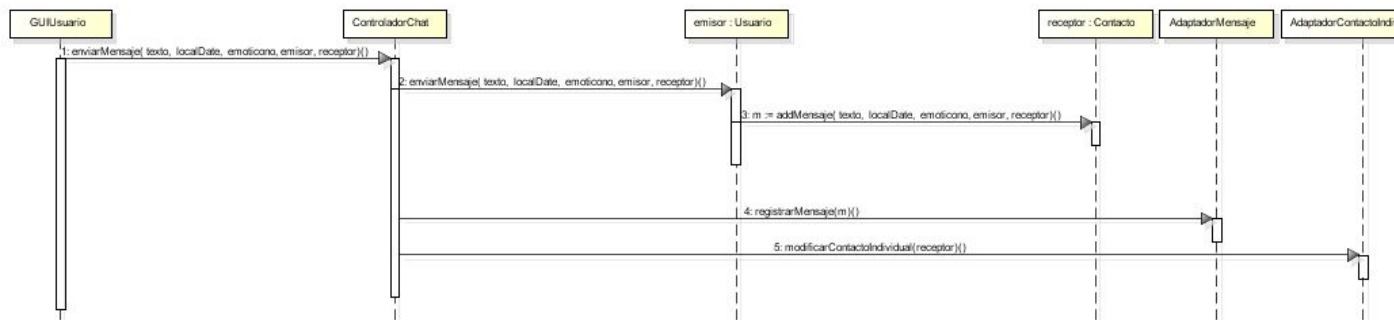 GUIUsuario
ControladorChat
emisor : Usuario
receptor : Contacto
AdaptadorMensaje
AdaptadorContactoIndiv
1: enviarMensaje( texto, localDate, emoticono, emisor, receptor)()
2: enviarMensaje( texto, localDate, emoticono, emisor, receptor)()
3: m := addMensaje( texto, localDate, emoticono, emisor, receptor)()
4: registrarMensaje(m)()
5: modificarContactoIndividual(receptor)()